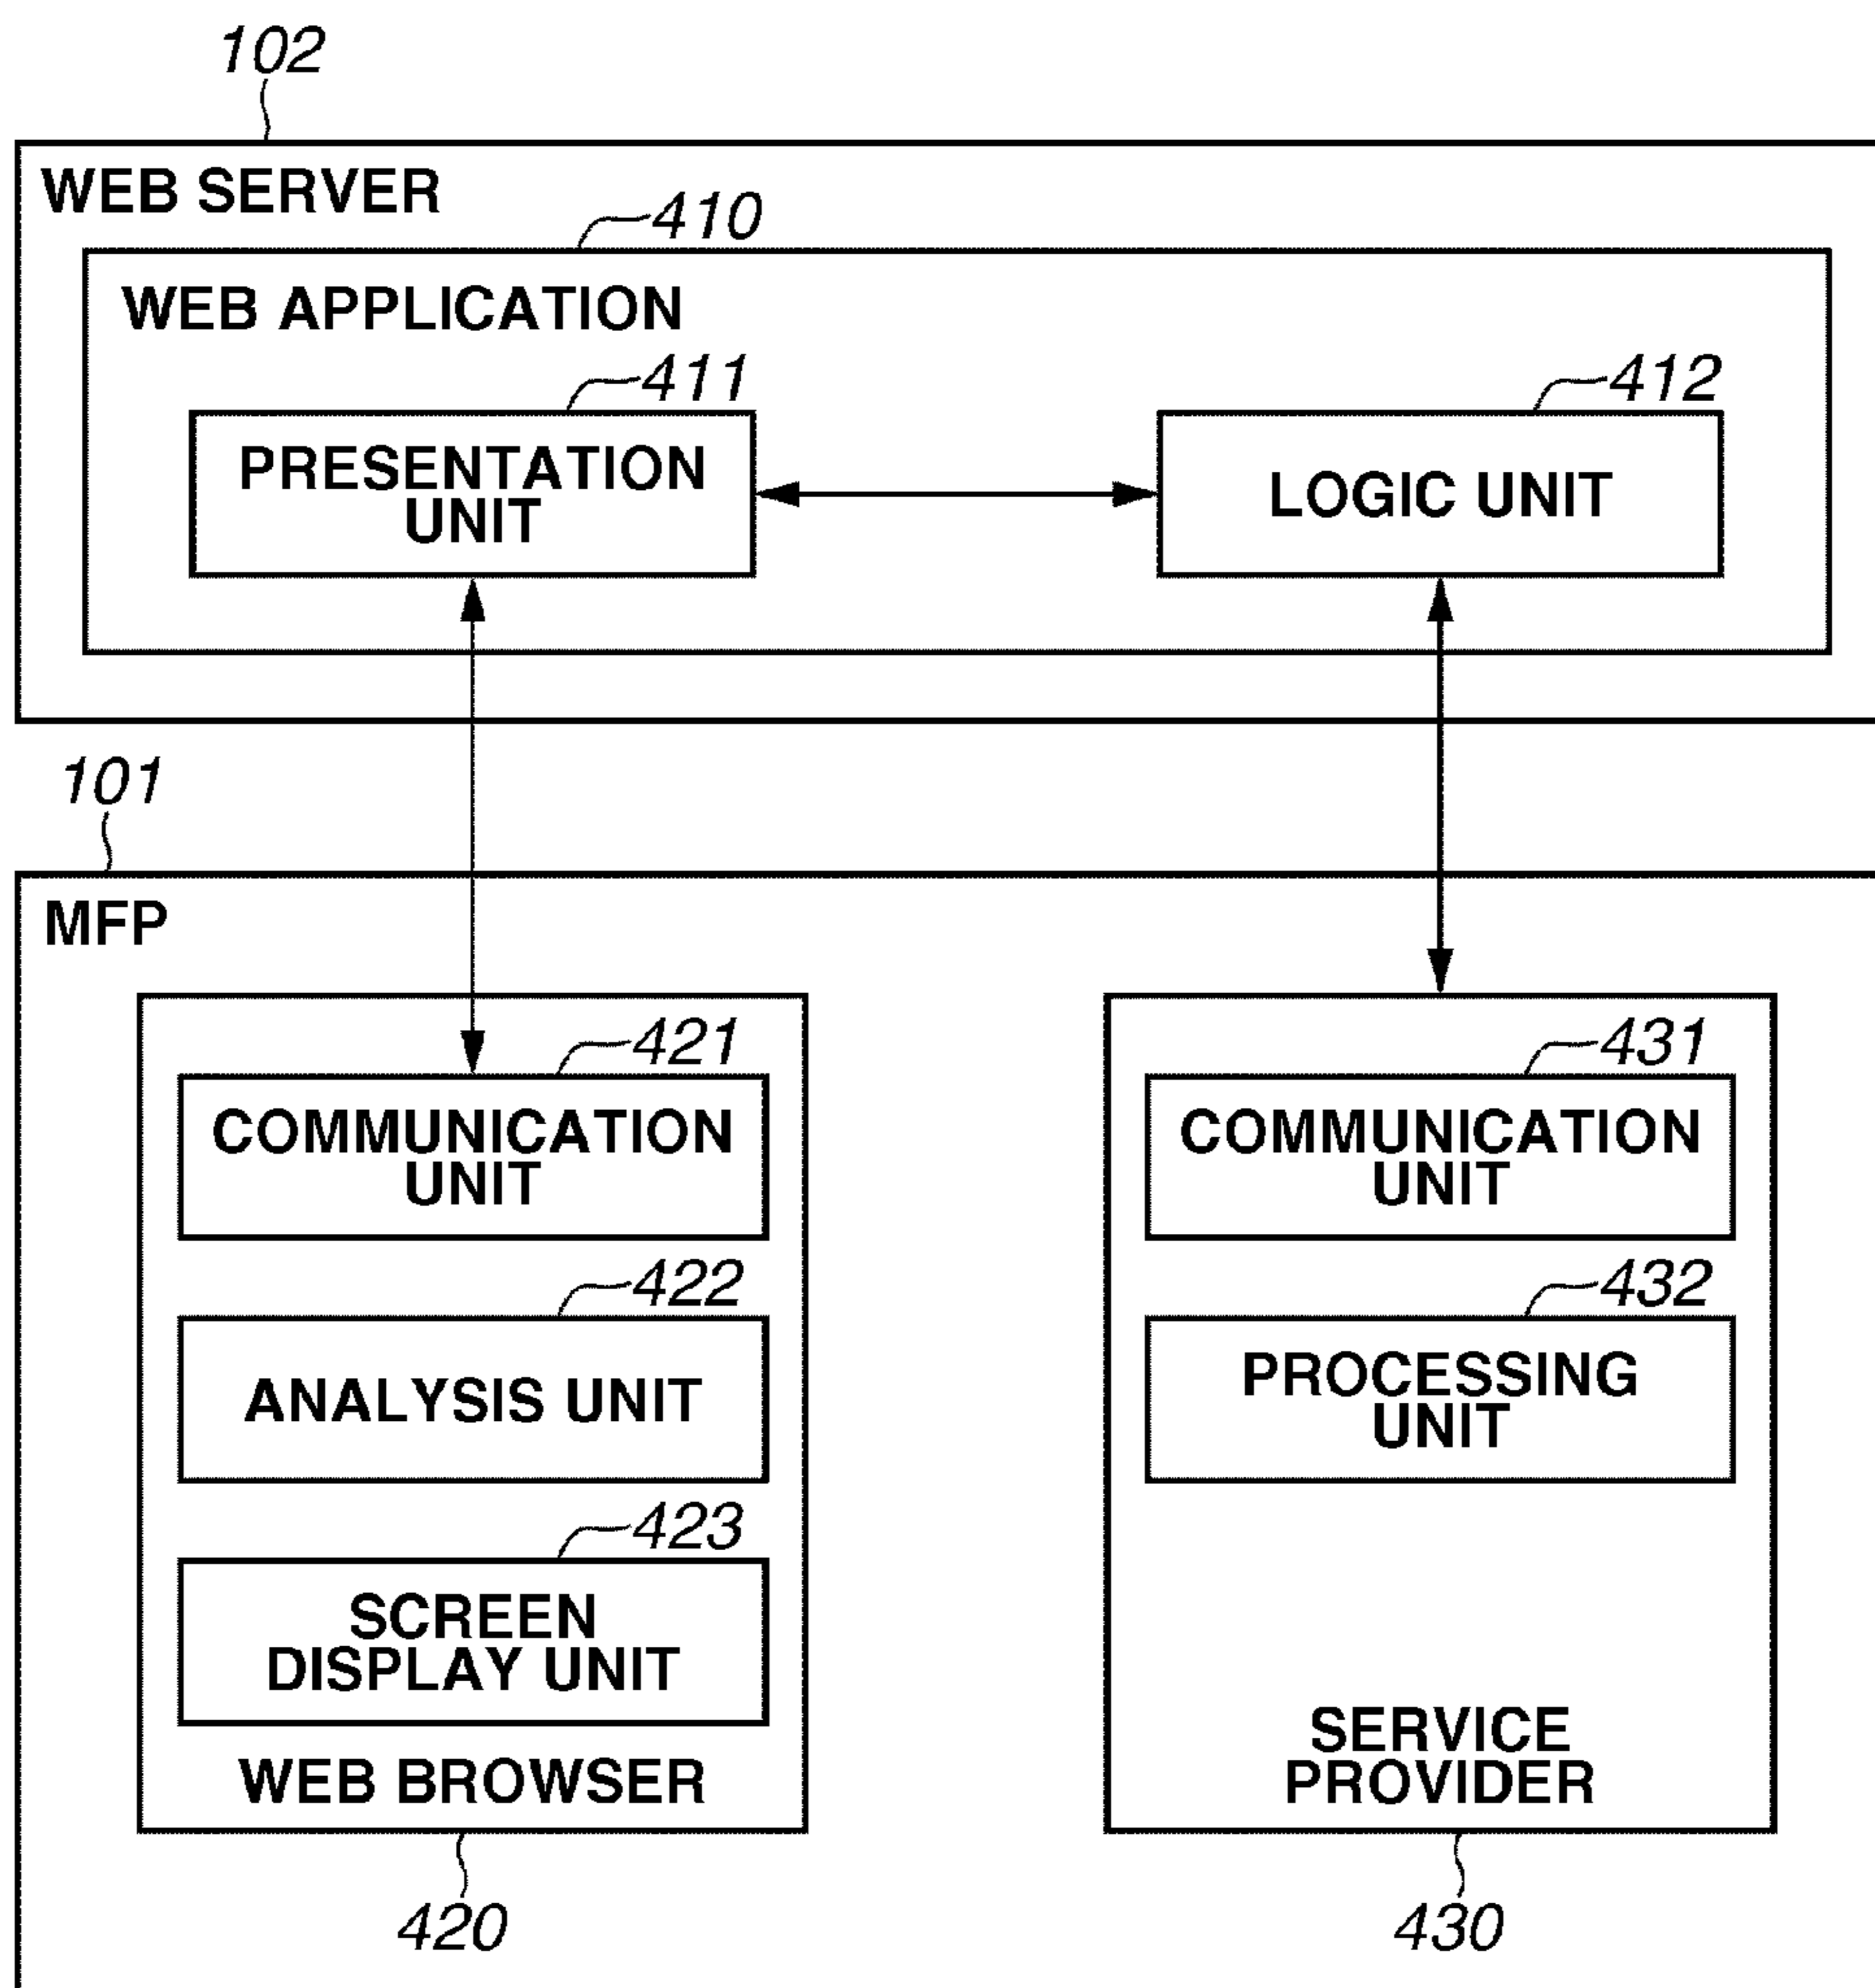 102
WEB SERVER
410
WEB APPLICATION
411
412
PRESENTATION
UNIT
LOGIC UNIT
101
MFP
421
431
COMMUNICATION
UNIT
COMMUNICATION
UNIT
422
432
ANALYSIS UNIT
PROCESSING
UNIT
423
SCREEN
DISPLAY UNIT
WEB BROWSER
SERVICE
PROVIDER
420
430